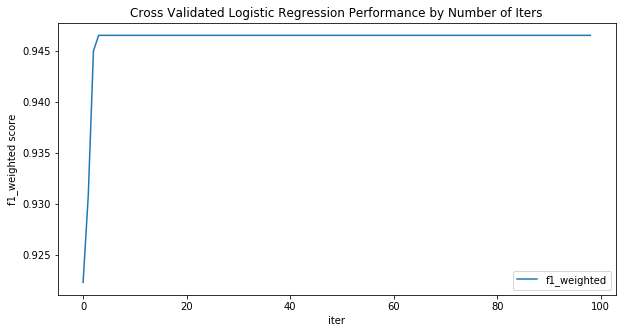 Cross Validated Logistic Regression Performance by Number of Iters
0.945
0.940
0.935
0.930
0.925
f1_weighted score
f1_weighted
0
20
40
60
80
100
iter